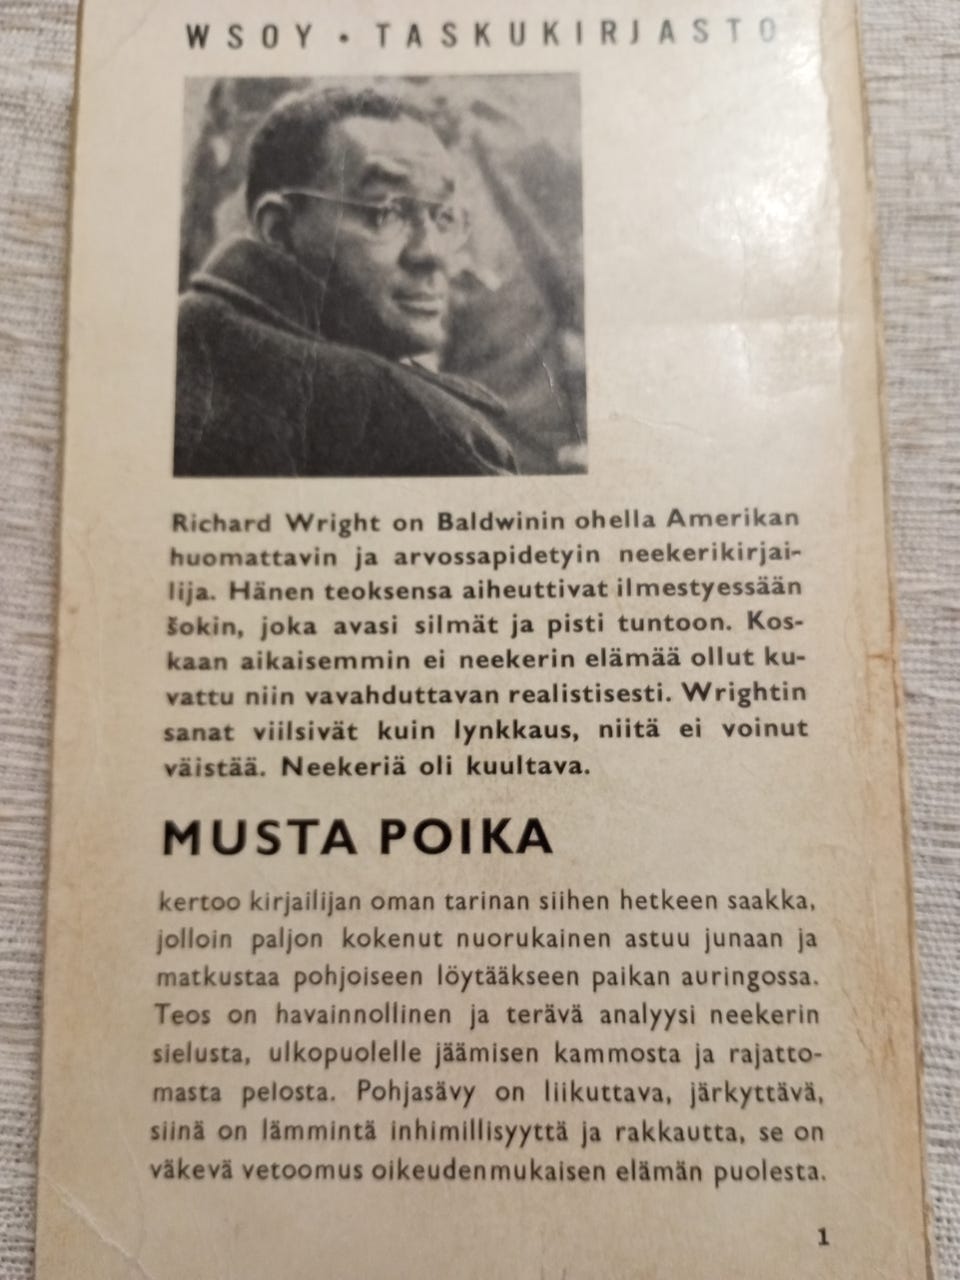 WSOY • TASKUKIRJASTO
Richard Wright on Baldwinin ohella Amerikan
huomattavin ja arvossapidetyin neekerikirjai-
lija. Hänen teoksensa aiheuttivat ilmestyessään
šokin, joka avasi silmät ja pisti tuntoon. Kos-
kaan aikaisemmin ei neekerin elämää ollut ku-
vattu niin vavahduttavan realistisesti. Wrightin
sanat viilsivät kuin lynkkaus, niitä ei voinut
väistää. Neekeriä oli kuultava.
MUSTA POIKA
kertoo kirjailijan oman tarinan siihen hetkeen saakka,
jolloin paljon kokenut nuorukainen astuu junaan ja
matkustaa pohjoiseen löytääkseen paikan auringossa.
Teos on havainnollinen ja terävä analyysi neekerin
sielusta, ulkopuolelle jäämisen kammosta ja rajatto-
masta pelosta. Pohjasävy on liikuttava, järkyttävä,
siinä on lämmintä inhimillisyyttä ja rakkautta, se on
väkevä vetoomus oikeudenmukaisen elämän puolesta.
1